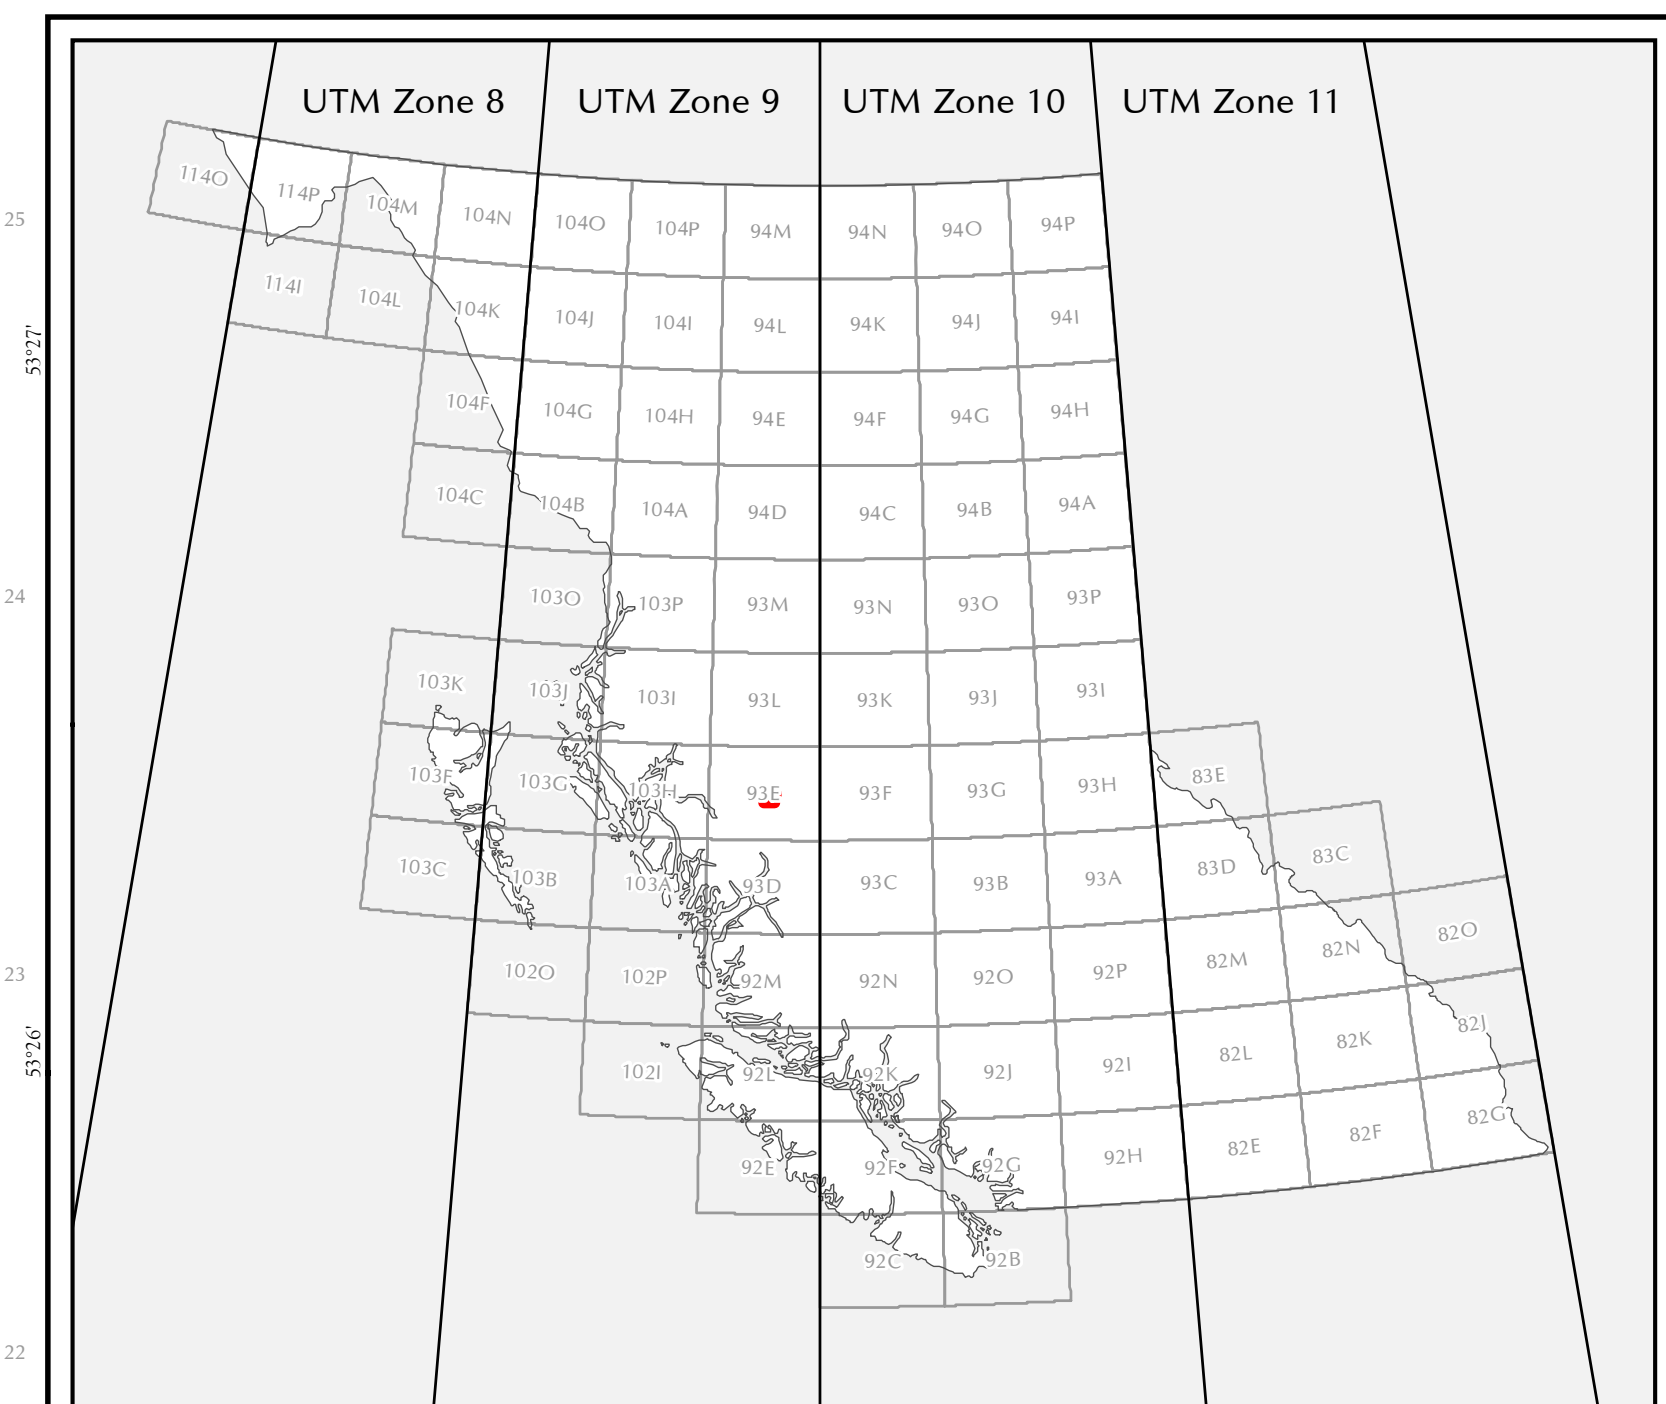 UTM Zone 8 UTM Zone 9 UTM Zone 10 UTM Zone 11
114O 114P 104M 104N 104O 104P 94M 94N 94O 94P
25
114I 104L 104K 104J 104I 94L 94K 94J 94I
53°27'
104F 104G 104H 94E 94F 94G 94H
104C 104B 104A 94D 94C 94B 94A
24
103O 103P 93M 93N 93O 93P
103K 103J 103I 93L 93K 93J 93I
103F 103G 103H 93E 93F 93G 93H 83E
103C 103B 103A 93D 93C 93B 93A 83D 83C
23
102O 102P 92M 92N 92O 92P 82M 82N 82O
53°26'
102I 92L 92K 92J 92I 82L 82K 82J
92E 92F 92G 92H 82E 82F 82G
92C 92B
22